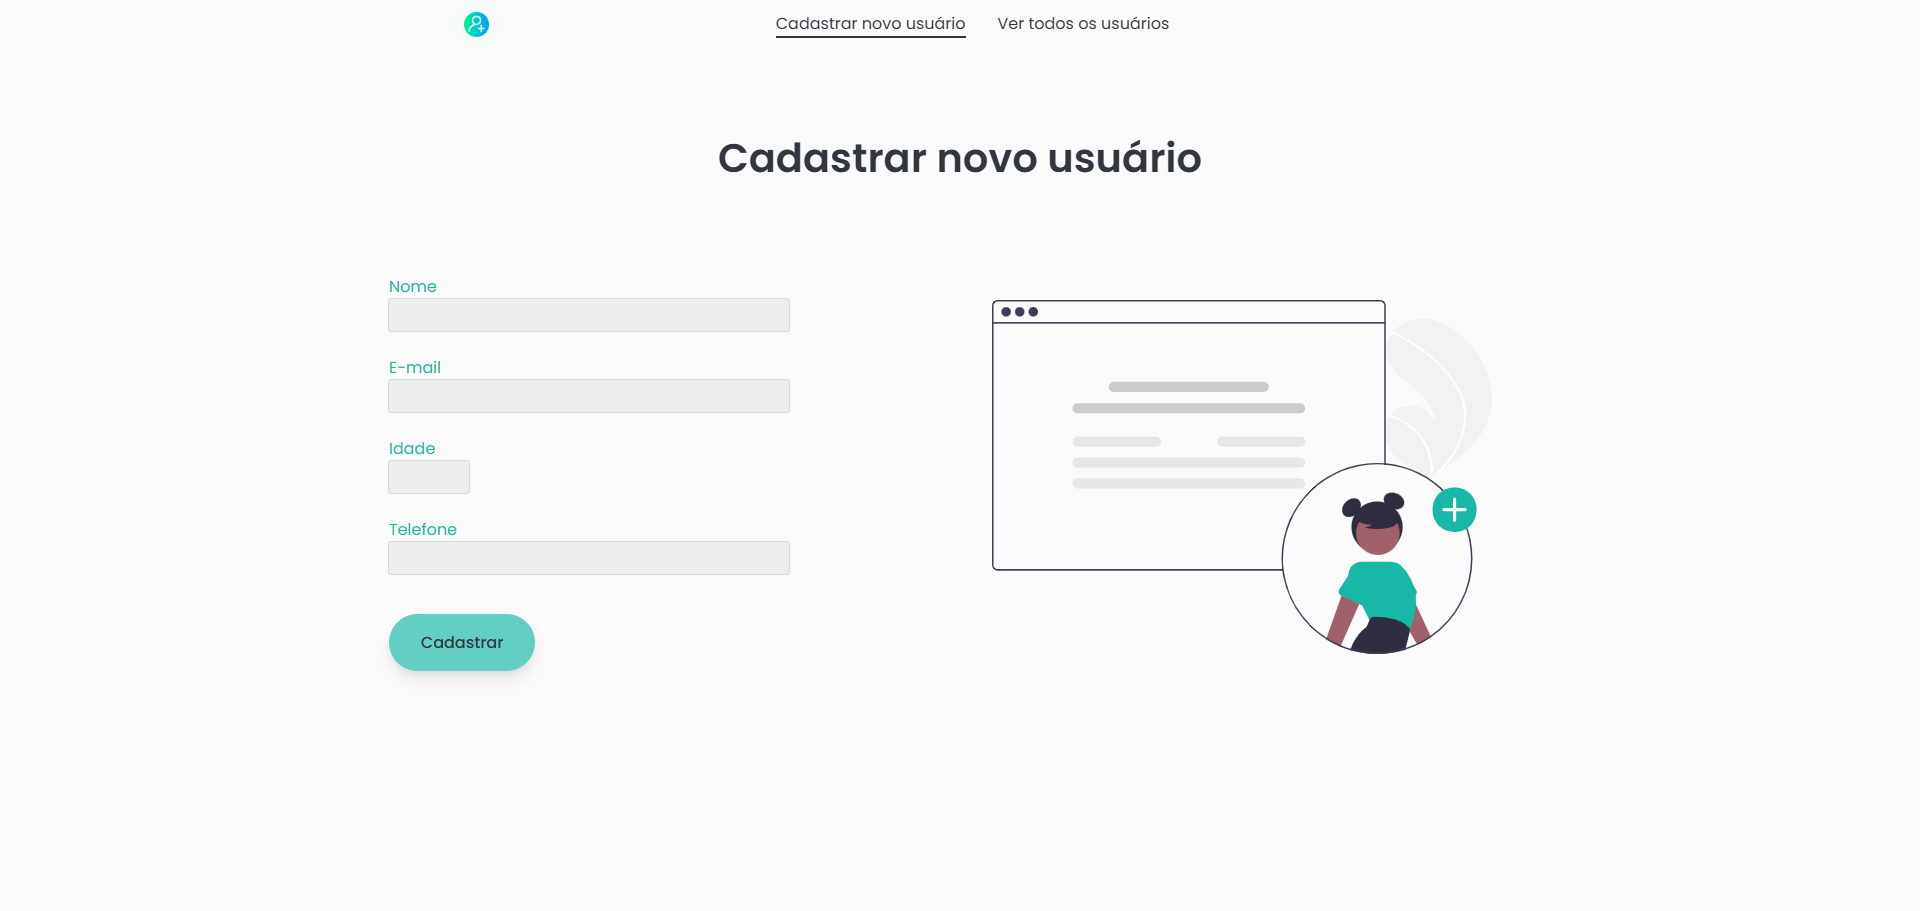 Cadastrar novo usuário Ver todos os usuários
Cadastrar novo usuário
Nome
E-mail
Idade
Telefone
Cadastrar